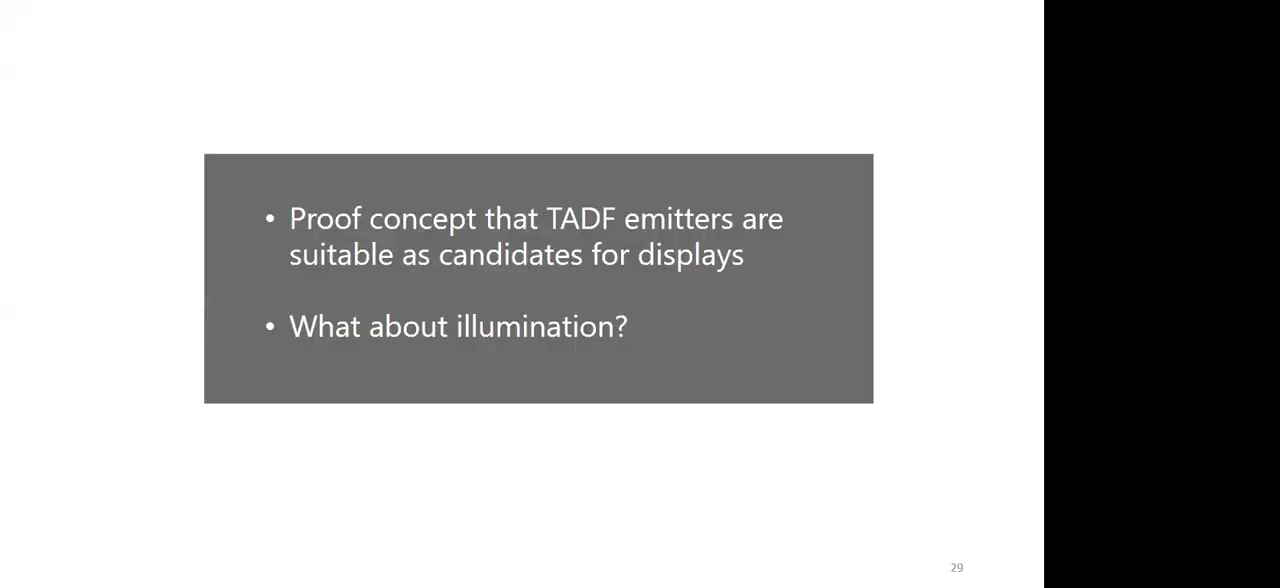 • Proof concept that TADF emitters are
suitable as candidates for displays
• What about illumination?
29